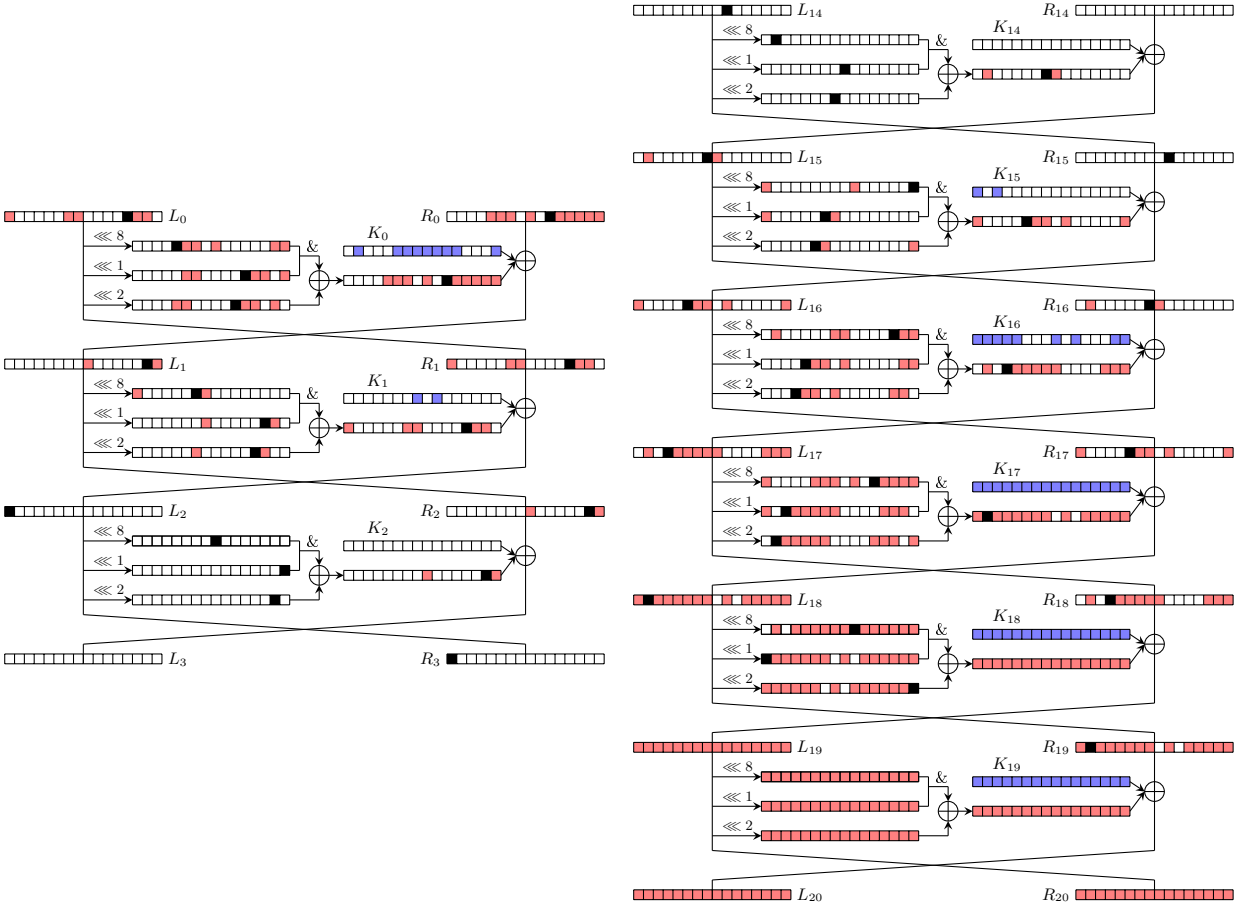 L₀ R₀
⋘ 8 &
K₀
⋘ 1
⋘ 2
L₁ R₁
⋘ 8 &
K₁
⋘ 1
⋘ 2
L₂ R₂
⋘ 8 &
K₂
⋘ 1
⋘ 2
L₃ R₃
L₁₄ R₁₄
⋘ 8 &
K₁₄
⋘ 1
⋘ 2
L₁₅ R₁₅
⋘ 8 &
K₁₅
⋘ 1
⋘ 2
L₁₆ R₁₆
⋘ 8 &
K₁₆
⋘ 1
⋘ 2
L₁₇ R₁₇
⋘ 8 &
K₁₇
⋘ 1
⋘ 2
L₁₈ R₁₈
⋘ 8 &
K₁₈
⋘ 1
⋘ 2
L₁₉ R₁₉
⋘ 8 &
K₁₉
⋘ 1
⋘ 2
L₂₀ R₂₀